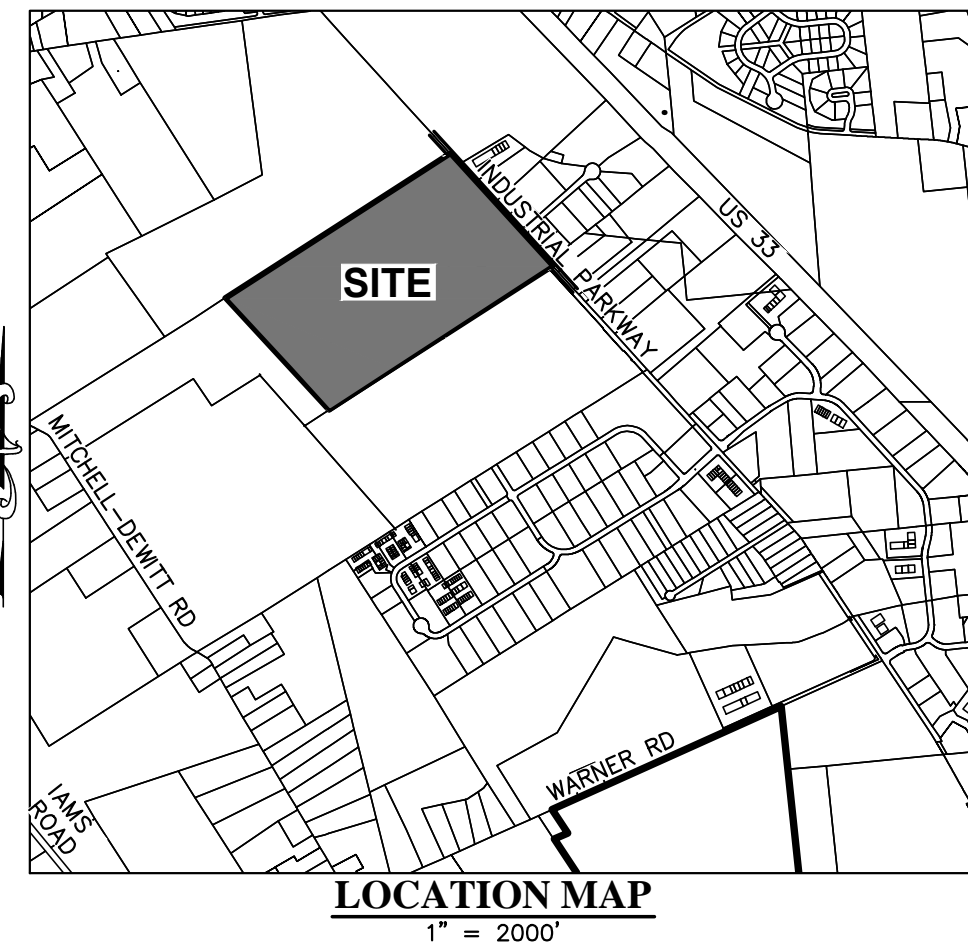 US 33
INDUSTRIAL PARKWAY
SITE
MITCHELL-DEWITT RD
WARNER RD
IAMS
ROAD
LOCATION MAP
1" = 2000'